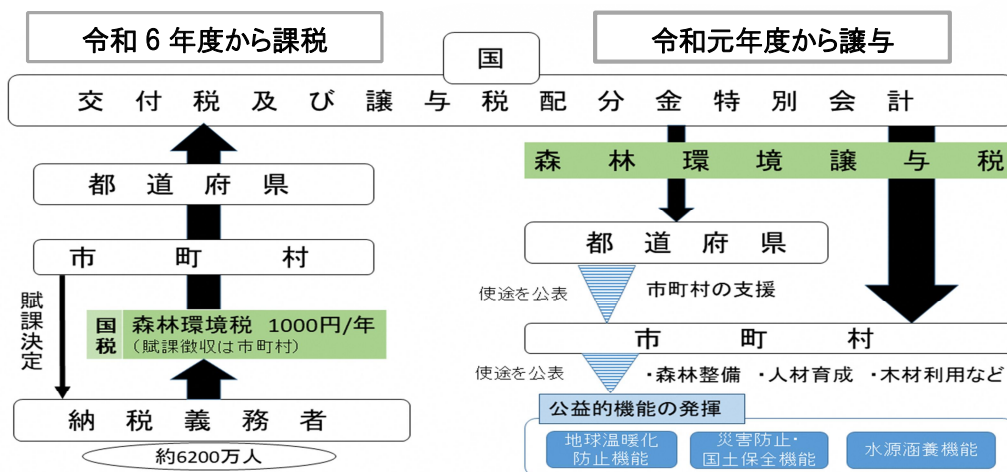 令和6年度から課税
国
令和元年度から譲与
交付税及び譲与税配分金特別会計
都道府県
市町村
賦課決定
国税
森林環境税 1000円/年
（賦課徴収は市町村）
納税義務者
約6200万人
森林環境譲与税
都道府県
使途を公表
市町村の支援
市町村
使途を公表
・森林整備 ・人材育成 ・木材利用など
公益的機能の発揮
地球温暖化
防止機能
災害防止・
国土保全機能
水源涵養機能